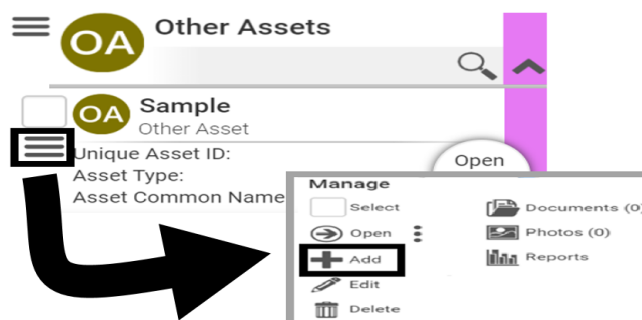 OA Other Assets
OA Sample
Other Asset
Unique Asset ID:
Open
Asset Type:
Asset Common Name
Manage
Select
Documents (0)
Open
Photos (0)
Add
Reports
Edit
Delete